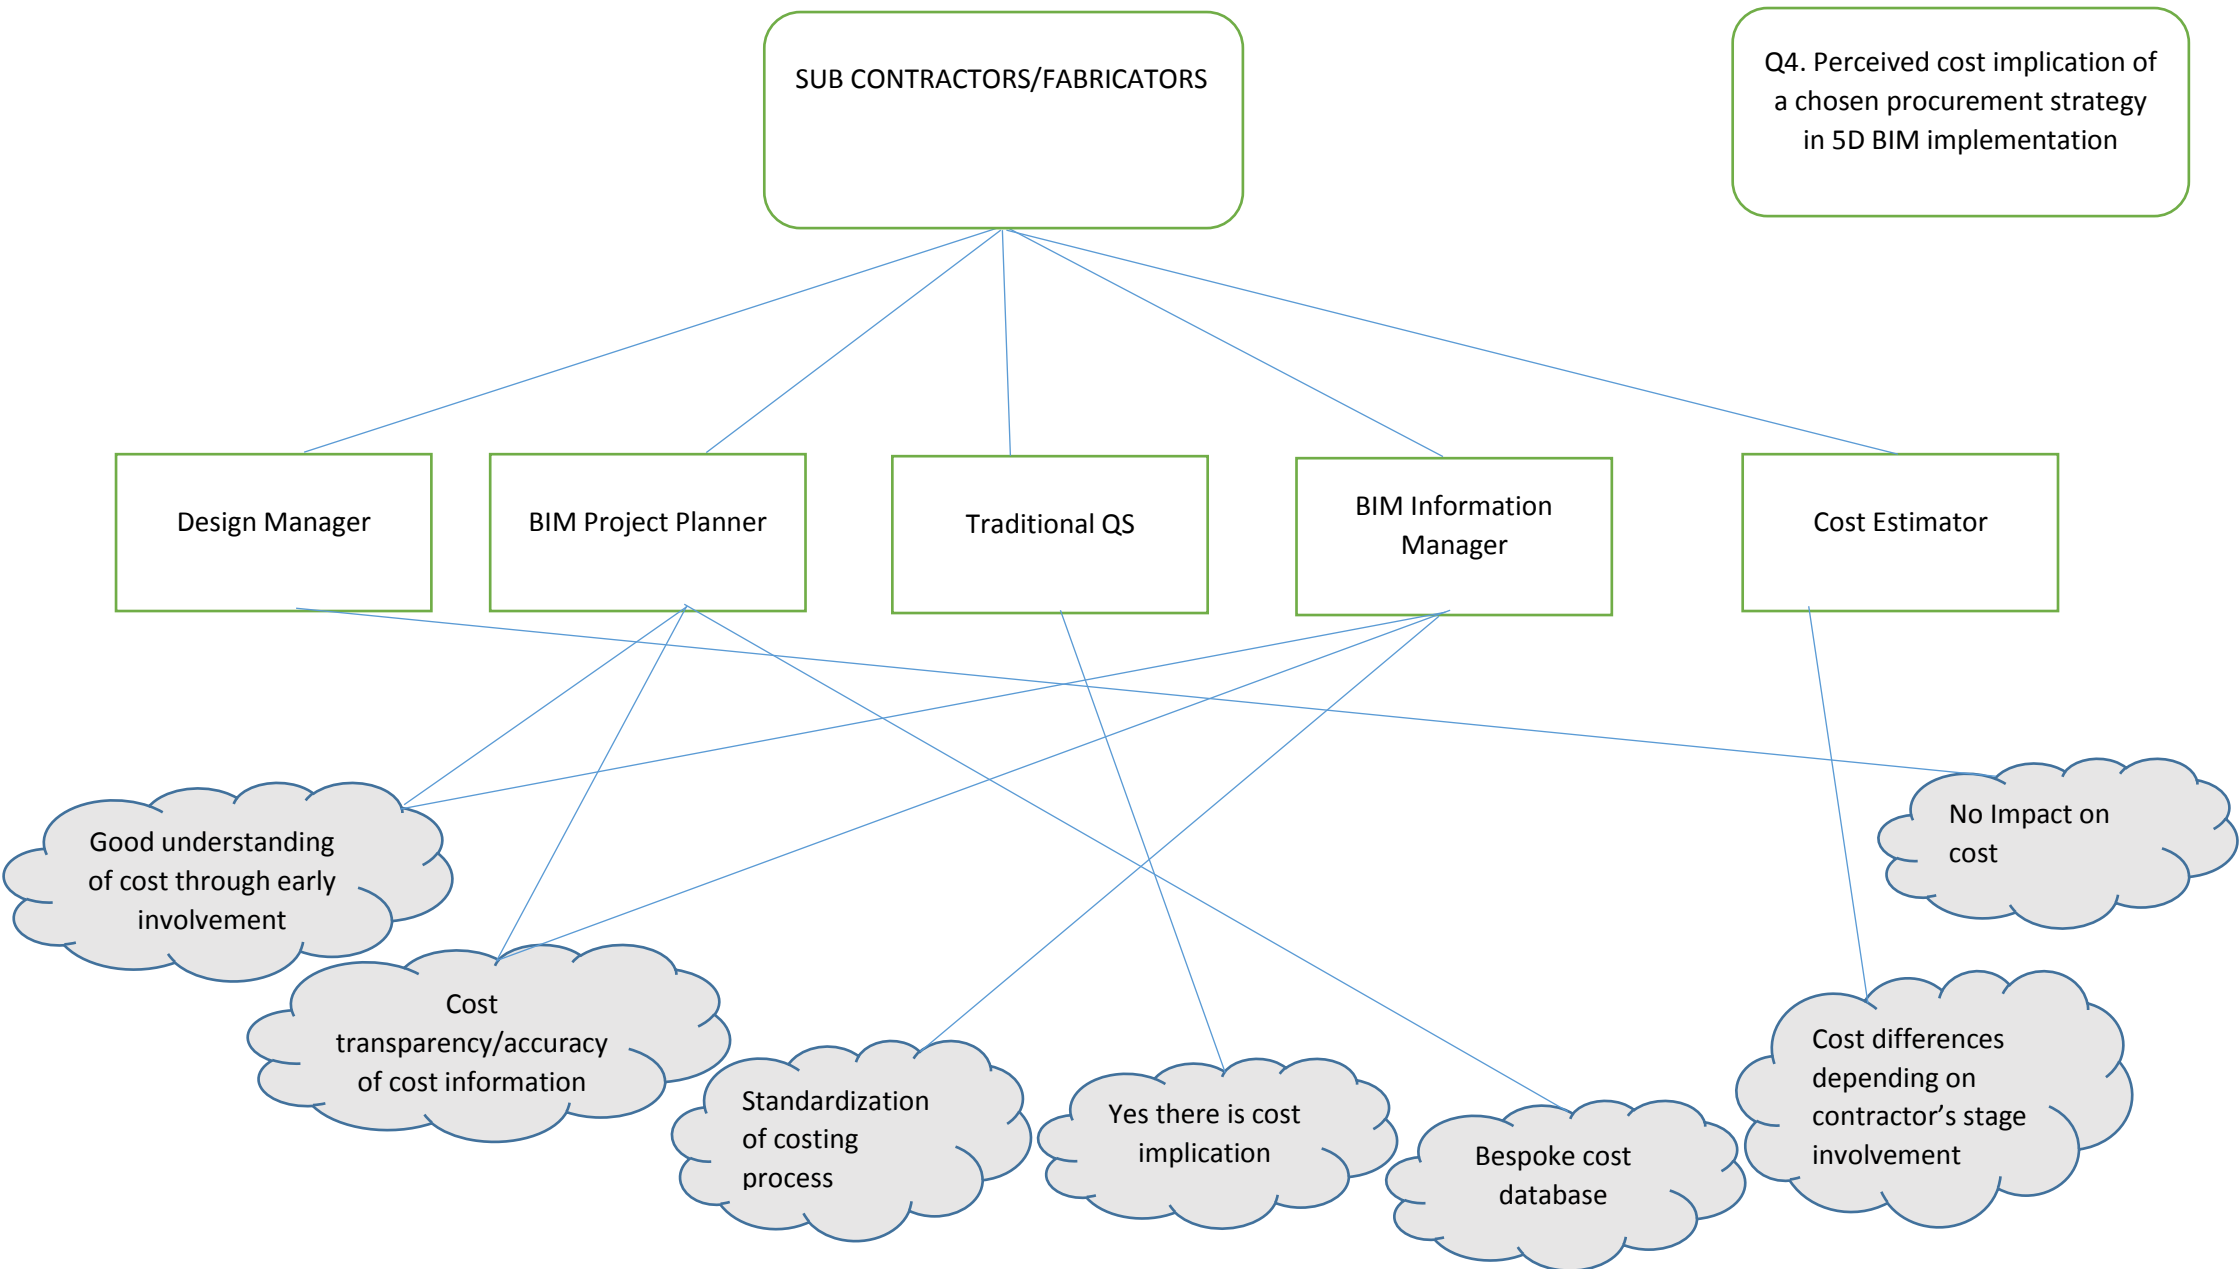 SUB CONTRACTORS/FABRICATORS
Q4. Perceived cost implication of
a chosen procurement strategy
in 5D BIM implementation
Design Manager
BIM Project Planner
Traditional QS
BIM Information
Manager
Cost Estimator
Good understanding
of cost through early
involvement
No Impact on
cost
Cost
transparency/accuracy
of cost information
Standardization
of costing
process
Yes there is cost
implication
Bespoke cost
database
Cost differences
depending on
contractor’s stage
involvement